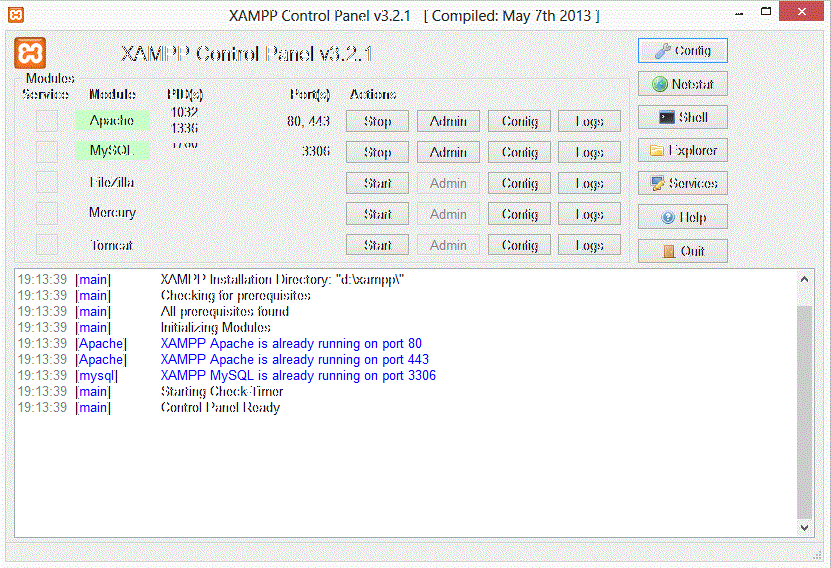 XAMPP Control Panel v3.2.1 [ Compiled: May 7th 2013 ]
XAMPP Control Panel v3.2.1
Config
Modules
Service Module PID(s) Port(s) Actions
Netstat
Apache 1032 1336 80, 443 Stop Admin Config Logs
Shell
MySQL 3306 Stop Admin Config Logs
Explorer
FileZilla Start Admin Config Logs
Services
Mercury Start Admin Config Logs
Help
Tomcat Start Admin Config Logs
Quit
19:13:39 [main] XAMPP Installation Directory: "d:\xampp\"
19:13:39 [main] Checking for prerequisites
19:13:39 [main] All prerequisites found
19:13:39 [main] Initializing Modules
19:13:39 [Apache] XAMPP Apache is already running on port 80
19:13:39 [Apache] XAMPP Apache is already running on port 443
19:13:39 [mysql] XAMPP MySQL is already running on port 3306
19:13:39 [main] Starting Check-Timer
19:13:39 [main] Control Panel Ready